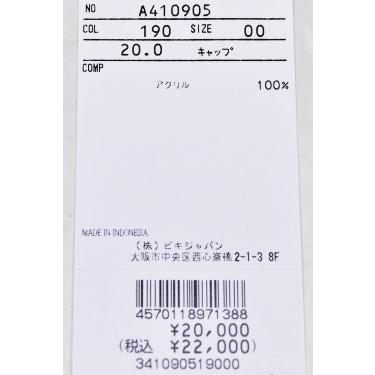 NO A410905
COL 190 SIZE 00
20.0 キャップ
COMP
アクリル 100%
MADE IN INDONESIA
(株)ビキジャパン
大阪市中央区西心斎橋2-1-3 8F
4570118971388
¥20,000
(税込 ¥22,000)
341090519000